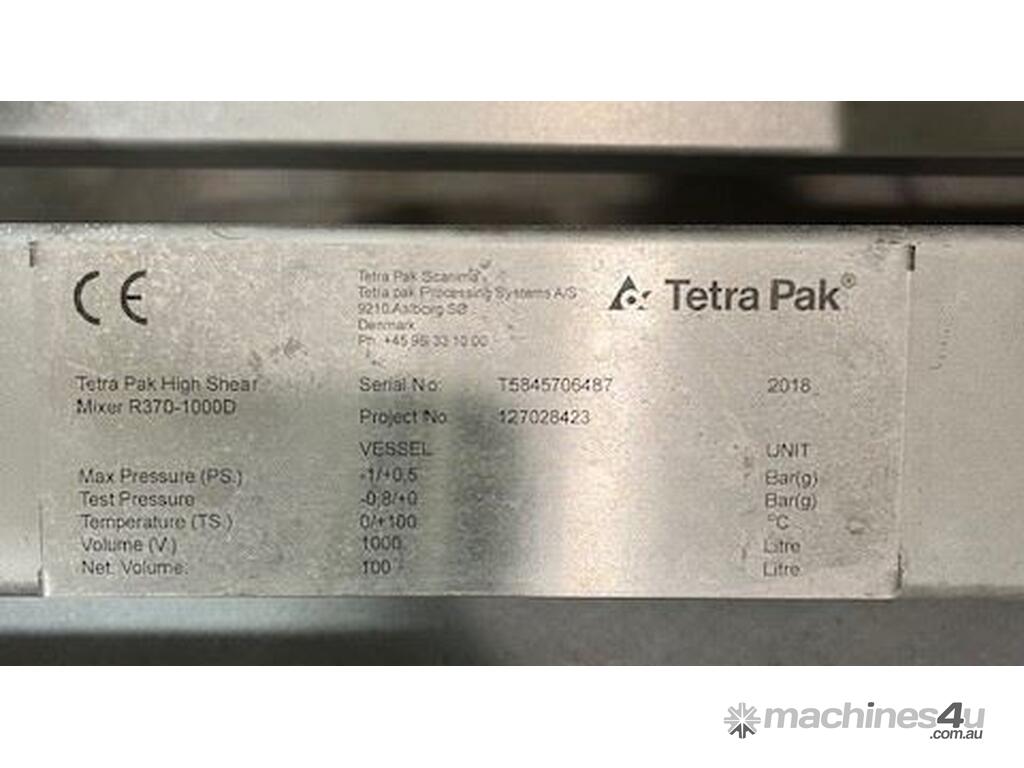 CE
Tetra Pak Scanima
Tetra pak Processing Systems A/S
9210 Aalborg SØ
Denmark
Ph. +45 96 33 10 00
Tetra Pak®
Tetra Pak High Shear
Mixer R370-1000D
Serial No. T5845706487 2018
Project No. 127028423
VESSEL UNIT
Max Pressure (PS.) -1/+0,5 Bar(g)
Test Pressure -0,8/+0 Bar(g)
Temperature (TS.) 0/+100 °C
Volume (V.) 1000 Litre
Net. Volume. 100 Litre
machines4u
.com.au